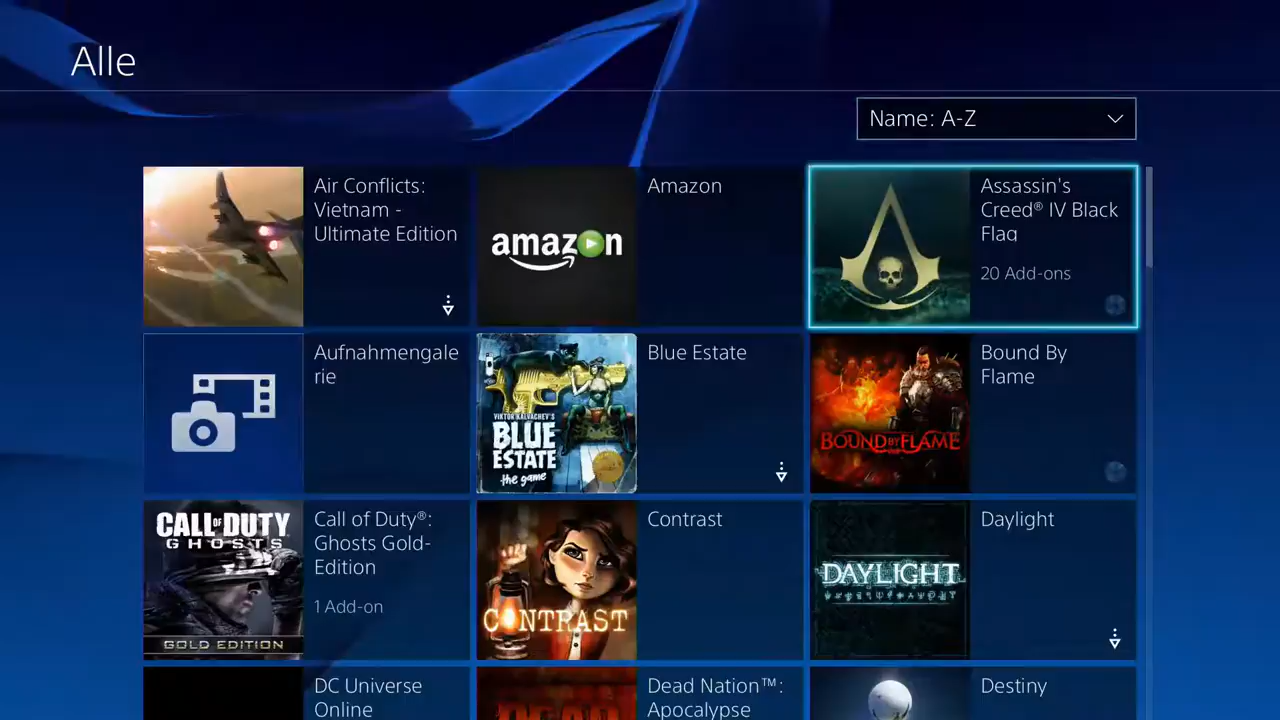 Alle
Name: A-Z
Air Conflicts:
Vietnam -
Ultimate Edition
amazon
Amazon
Assassin's
Creed® IV Black
Flag
20 Add-ons
Aufnahmengale
rie
VIKTOR KALVACHEV'S
BLUE
ESTATE
the game
Blue Estate
BOUND BY FLAME
Bound By
Flame
CALL OF DUTY
GHOSTS
GOLD EDITION
Call of Duty®:
Ghosts Gold-
Edition
1 Add-on
CONTRAST
Contrast
DAYLIGHT
Daylight
DC Universe
Online
DEAD
Dead Nation™:
Apocalypse
Destiny